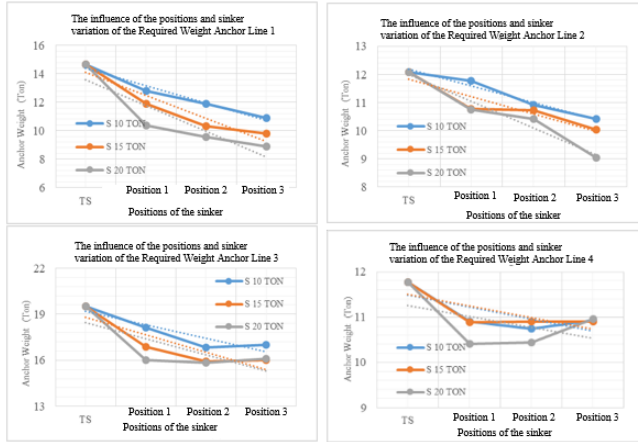 The influence of the positions and sinker
variation of the Required Weight Anchor Line 1
16
14
12
10
8
6
Anchor Weight (Ton)
S 10 TON
S 15 TON
S 20 TON
TS
Position 1
Position 2
Position 3
Positions of the sinker
The influence of the positions and sinker
variation of the Required Weight Anchor Line 2
13
12
11
10
9
8
Anchor Weight (Ton)
S 10 TON
S 15 TON
S 20 TON
TS
Position 1
Position 2
Position 3
Positions of the sinker
The influence of the positions and sinker
variation of the Required Weight Anchor Line 3
22
19
16
13
Anchor Weight (Ton)
S 10 TON
S 15 TON
S 20 TON
TS
Position 1
Position 2
Position 3
Positions of the sinker
The influence of the positions and sinker
variation of the Required Weight Anchor Line 4
11
11
10
9
Anchor Weight (Ton)
S 10 TON
S 15 TON
S 20 TON
TS
Position 1
Position 2
Position 3
Positions of the sinker